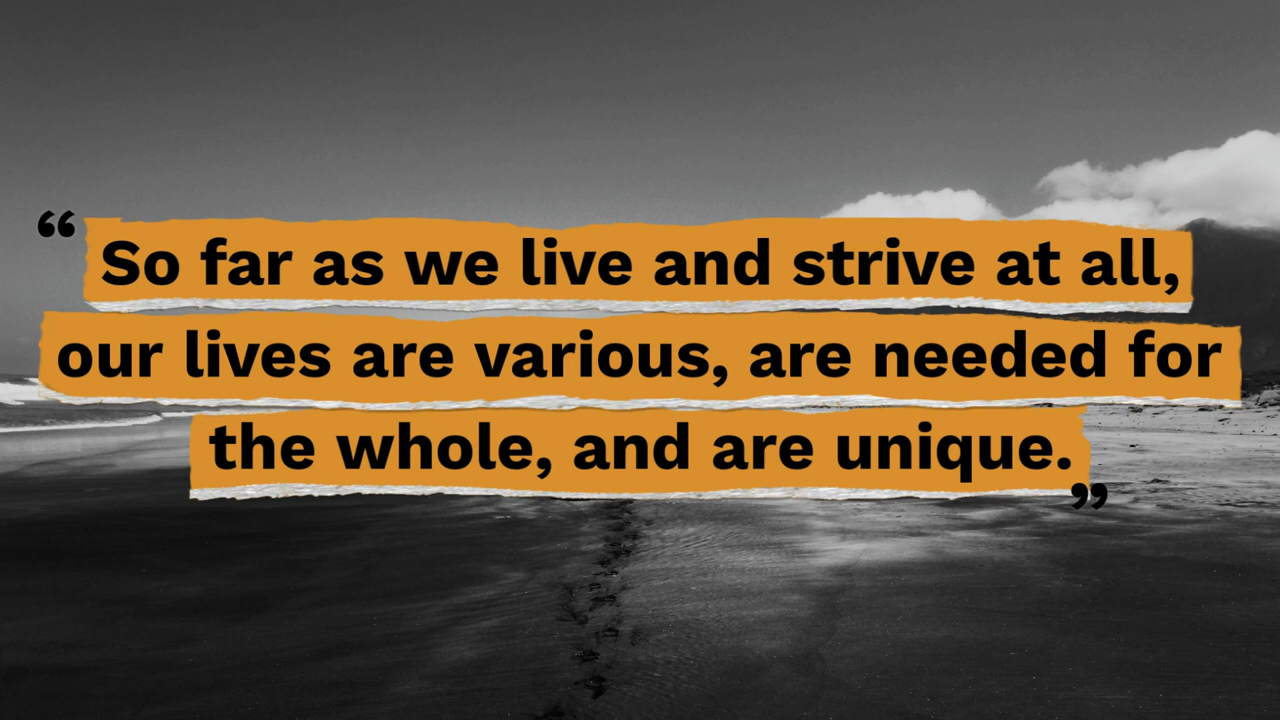 “So far as we live and strive at all,
our lives are various, are needed for
the whole, and are unique.”